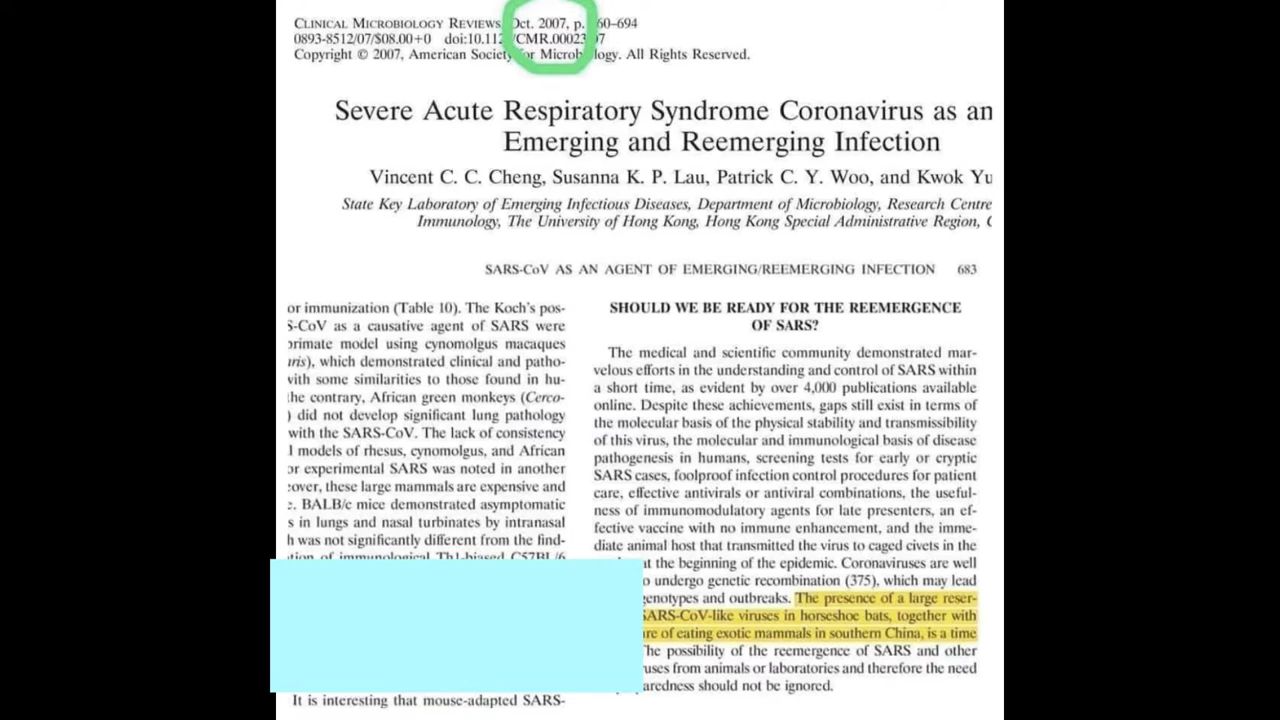 CLINICAL MICROBIOLOGY REVIEWS, Oct. 2007, p. 60–694
0893-8512/07/$08.00+0 doi:10.112 /CMR.00023 07
Copyright © 2007, American Society for Microbiology. All Rights Reserved.
Severe Acute Respiratory Syndrome Coronavirus as an
Emerging and Reemerging Infection
Vincent C. C. Cheng, Susanna K. P. Lau, Patrick C. Y. Woo, and Kwok Yu
State Key Laboratory of Emerging Infectious Diseases, Department of Microbiology, Research Centre
Immunology, The University of Hong Kong, Hong Kong Special Administrative Region,
SARS-CoV AS AN AGENT OF EMERGING/REEMERGING INFECTION 683
or immunization (Table 10). The Koch's pos-
S-CoV as a causative agent of SARS were
primate model using cynomolgus macaques
ris), which demonstrated clinical and patho-
with some similarities to those found in hu-
he contrary, African green monkeys (Cerco-
) did not develop significant lung pathology
with the SARS-CoV. The lack of consistency
l models of rhesus, cynomolgus, and African
or experimental SARS was noted in another
over, these large mammals are expensive and
e. BALB/c mice demonstrated asymptomatic
s in lungs and nasal turbinates by intranasal
h was not significantly different from the find-
tion of immunological Th1-biased C57BL/6
It is interesting that mouse-adapted SARS-
SHOULD WE BE READY FOR THE REEMERGENCE
OF SARS?
The medical and scientific community demonstrated mar-
velous efforts in the understanding and control of SARS within
a short time, as evident by over 4,000 publications available
online. Despite these achievements, gaps still exist in terms of
the molecular basis of the physical stability and transmissibility
of this virus, the molecular and immunological basis of disease
pathogenesis in humans, screening tests for early or cryptic
SARS cases, foolproof infection control procedures for patient
care, effective antivirals or antiviral combinations, the useful-
ness of immunomodulatory agents for late presenters, an ef-
fective vaccine with no immune enhancement, and the imme-
diate animal host that transmitted the virus to caged civets in the
at the beginning of the epidemic. Coronaviruses are well
o undergo genetic recombination (375), which may lead
genotypes and outbreaks. The presence of a large reser-
SARS-CoV-like viruses in horseshoe bats, together with
re of eating exotic mammals in southern China, is a time
The possibility of the reemergence of SARS and other
uses from animals or laboratories and therefore the need
aredness should not be ignored.